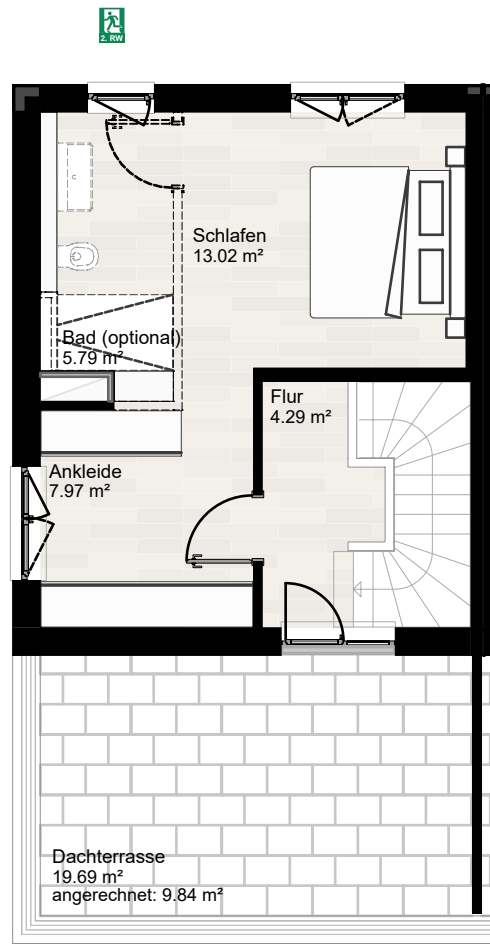 2. RW
Schlafen
13.02 m²
Bad (optional)
5.79 m²
Flur
4.29 m²
Ankleide
7.97 m²
Dachterrasse
19.69 m²
angerechnet: 9.84 m²